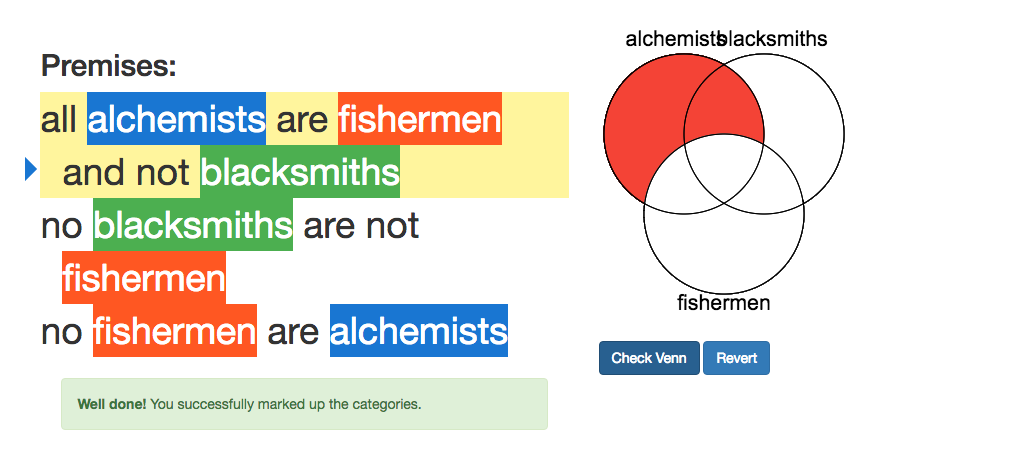 Premises:
all alchemists are fishermen
and not blacksmiths
no blacksmiths are not
fishermen
no fishermen are alchemists
Well done! You successfully marked up the categories.
alchemists blacksmiths
fishermen
Check Venn Revert